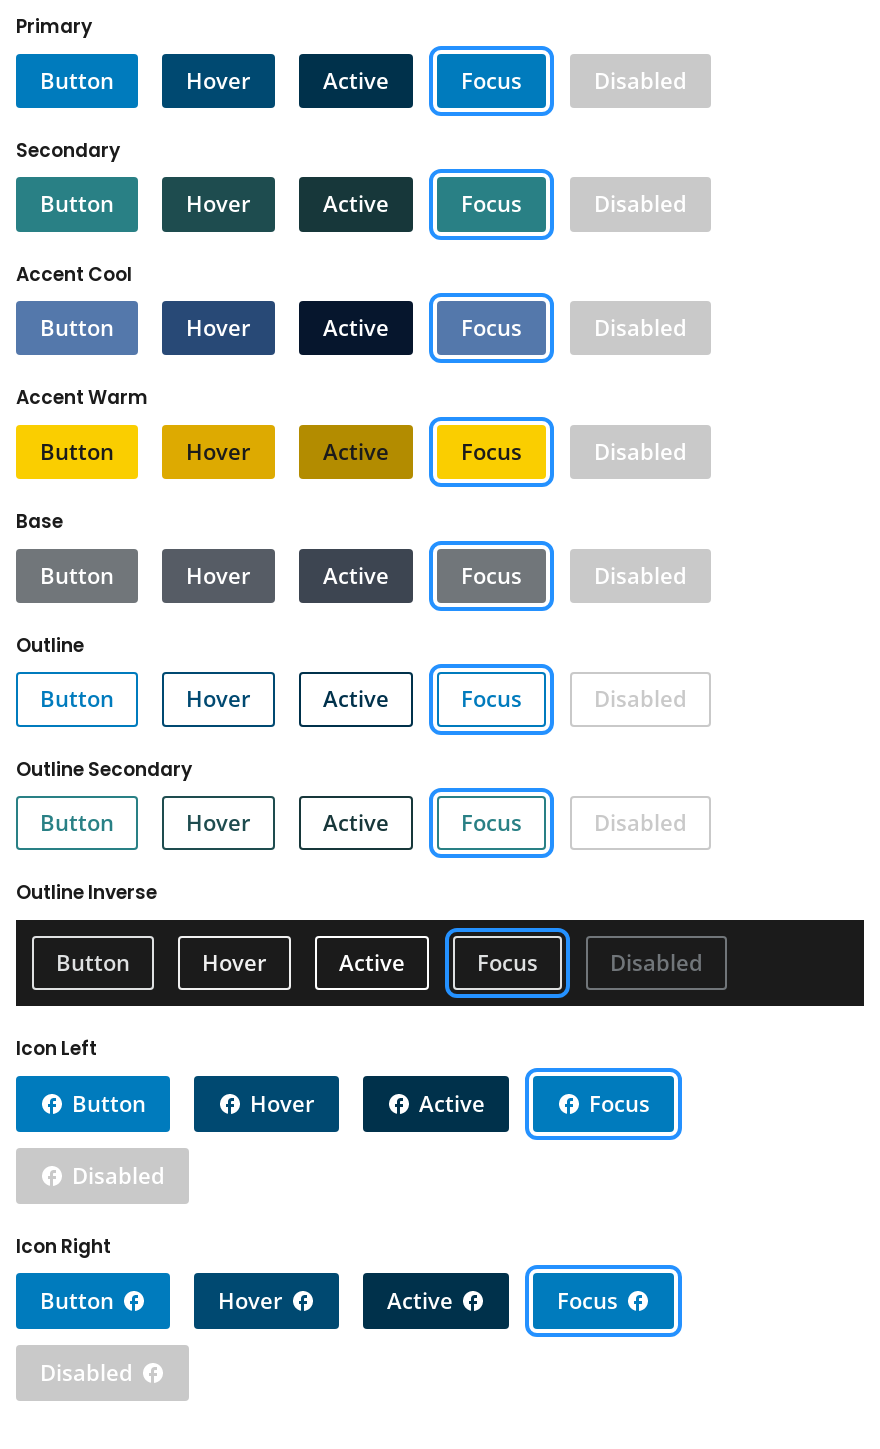 Primary
Button Hover Active Focus Disabled
Secondary
Button Hover Active Focus Disabled
Accent Cool
Button Hover Active Focus Disabled
Accent Warm
Button Hover Active Focus Disabled
Base
Button Hover Active Focus Disabled
Outline
Button Hover Active Focus Disabled
Outline Secondary
Button Hover Active Focus Disabled
Outline Inverse
Button Hover Active Focus Disabled
Icon Left
Button Hover Active Focus
Disabled
Icon Right
Button Hover Active Focus
Disabled